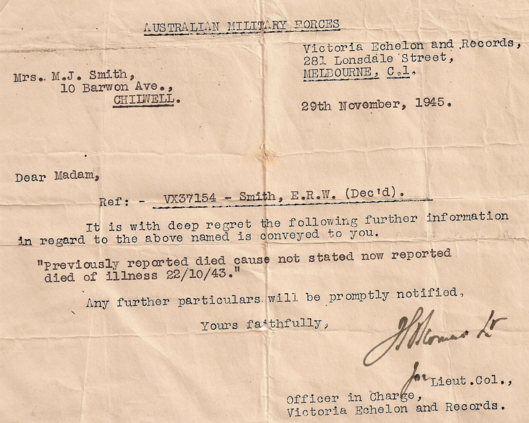 AUSTRALIAN MILITARY FORCES
Victoria Echelon and Records,
281 Lonsdale Street,
MELBOURNE, C.1.
Mrs. M.J. Smith,
10 Barwon Ave.,
CHILWELL.
29th November, 1945.
Dear Madam,
Ref: - VX37154 - Smith, E.R.W. (Dec'd).
It is with deep regret the following further information
in regard to the above named is conveyed to you.
"Previously reported died cause not stated now reported
died of illness 22/10/43."
Any further particulars will be promptly notified,
Yours faithfully,
Lt
for Lieut.Col.,
Officer in Charge,
Victoria Echelon and Records.